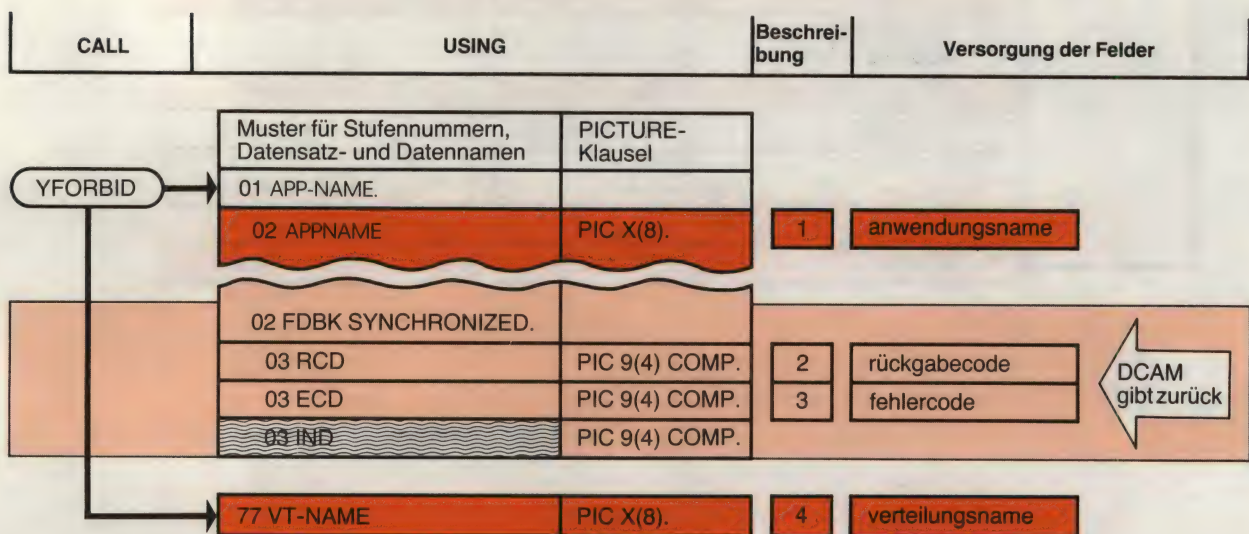 CALL USING Beschrei-
bung Versorgung der Felder
Muster für Stufennummern,
Datensatz- und Datennamen PICTURE-
Klausel
YFORBID 01 APP-NAME.
02 APPNAME PIC X(8). 1 anwendungsname
02 FDBK SYNCHRONIZED.
03 RCD PIC 9(4) COMP. 2 rückgabecode
03 ECD PIC 9(4) COMP. 3 fehlercode
DCAM
gibt zurück
03 IND PIC 9(4) COMP.
77 VT-NAME PIC X(8). 4 verteilungsname